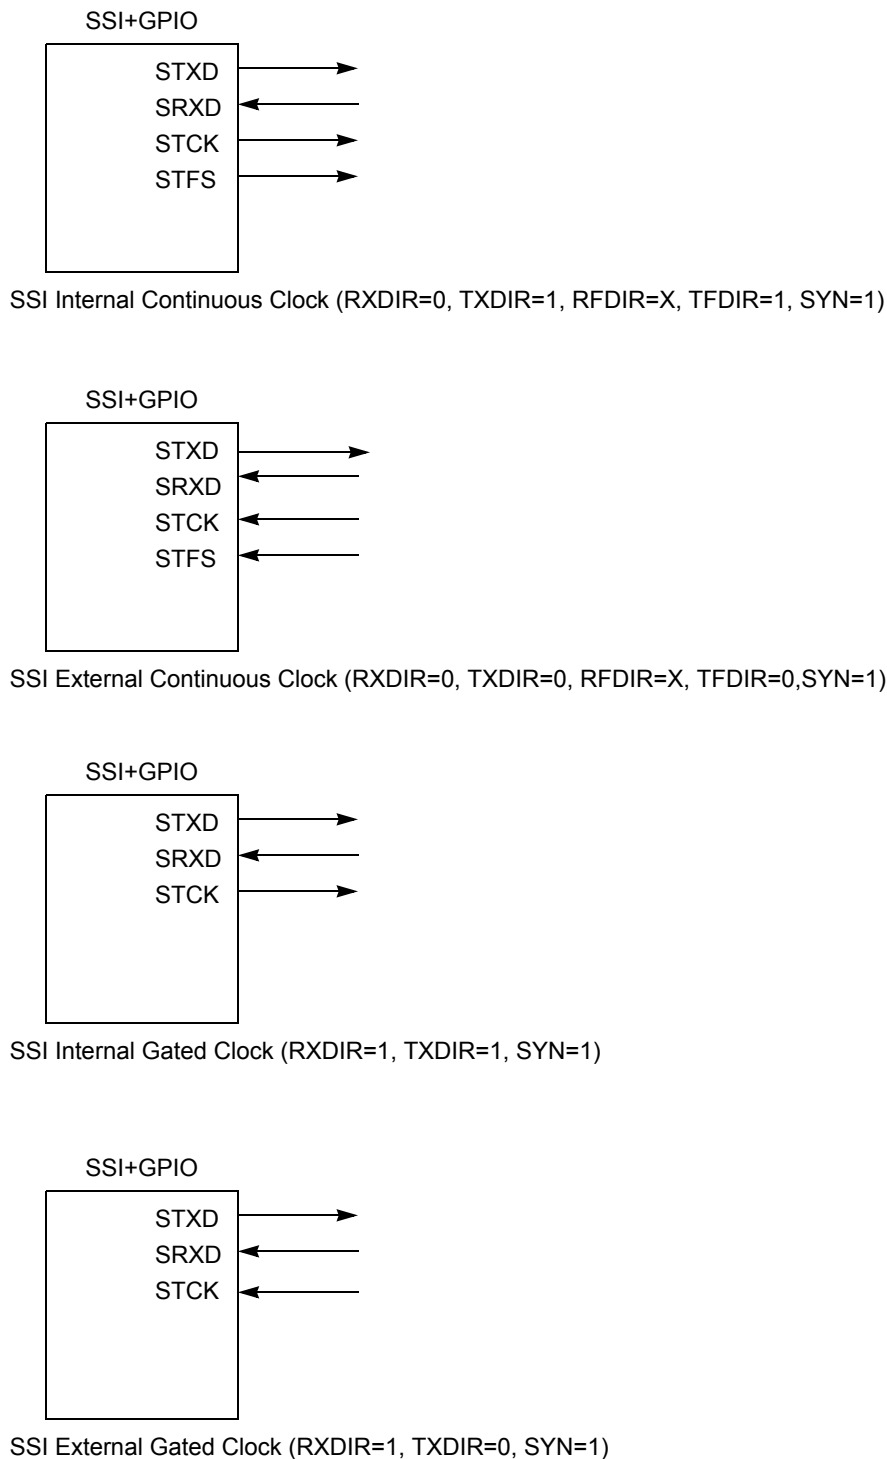 SSI+GPIO
STXD
SRXD
STCK
STFS
SSI Internal Continuous Clock (RXDIR=0, TXDIR=1, RFDIR=X, TFDIR=1, SYN=1)
SSI+GPIO
STXD
SRXD
STCK
STFS
SSI External Continuous Clock (RXDIR=0, TXDIR=0, RFDIR=X, TFDIR=0,SYN=1)
SSI+GPIO
STXD
SRXD
STCK
SSI Internal Gated Clock (RXDIR=1, TXDIR=1, SYN=1)
SSI+GPIO
STXD
SRXD
STCK
SSI External Gated Clock (RXDIR=1, TXDIR=0, SYN=1)